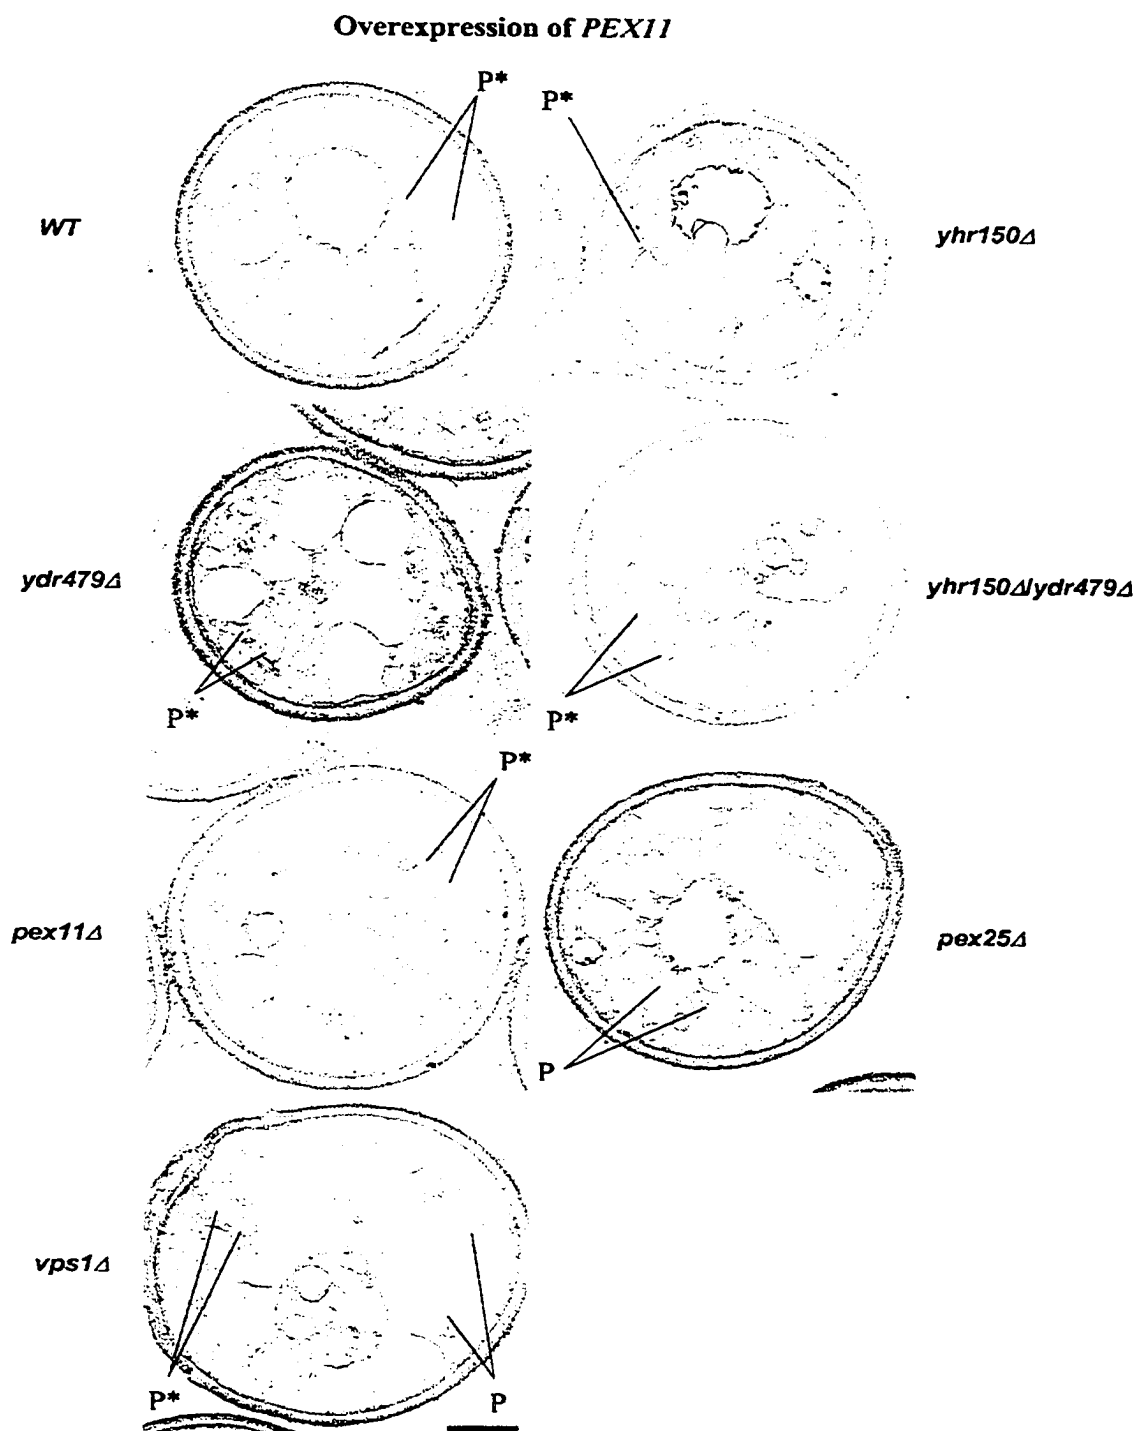 Overexpression of PEX11
P*
P*
WT
yhr150Δ
ydr479Δ
yhr150Δ/ydr479Δ
P*
P*
P*
pex11Δ
pex25Δ
P
vps1Δ
P*
P